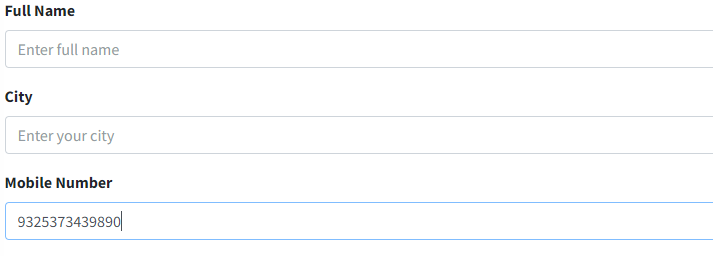 Full Name
Enter full name
City
Enter your city
Mobile Number
9325373439890